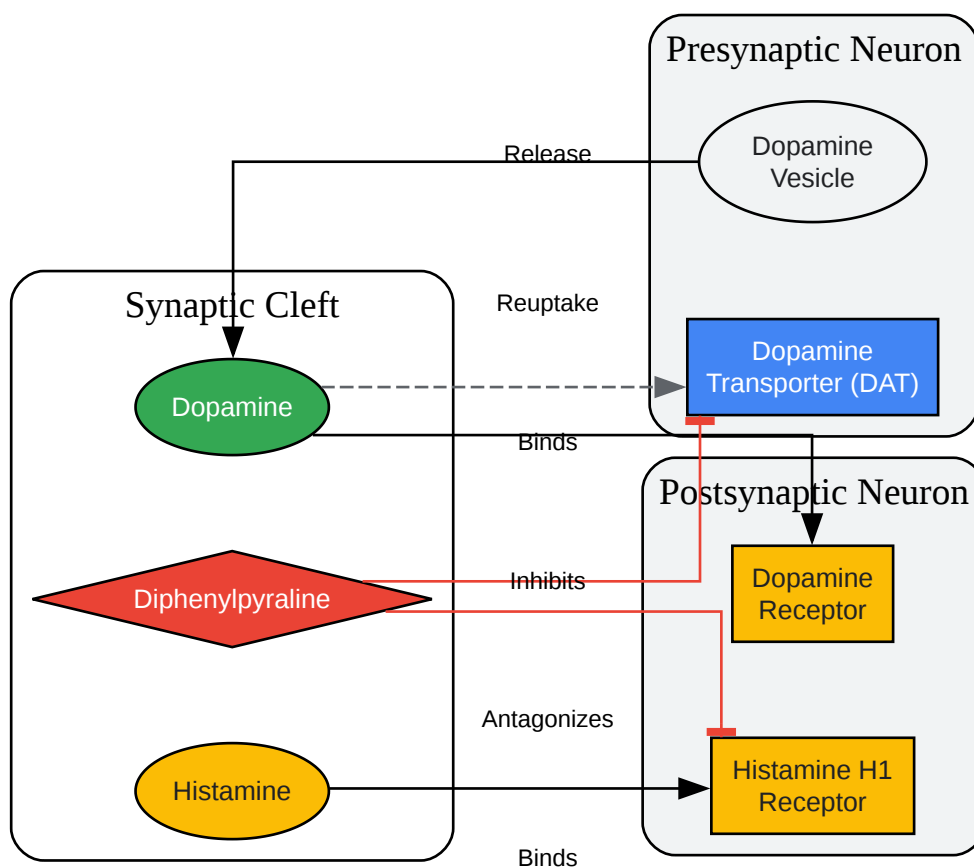 Presynaptic Neuron
Dopamine
Vesicle
Release
Synaptic Cleft
Reuptake
Dopamine
Transporter (DAT)
Dopamine
Binds
Postsynaptic Neuron
Diphenylpyraline
Inhibits
Dopamine
Receptor
Antagonizes
Histamine
Histamine H1
Receptor
Binds